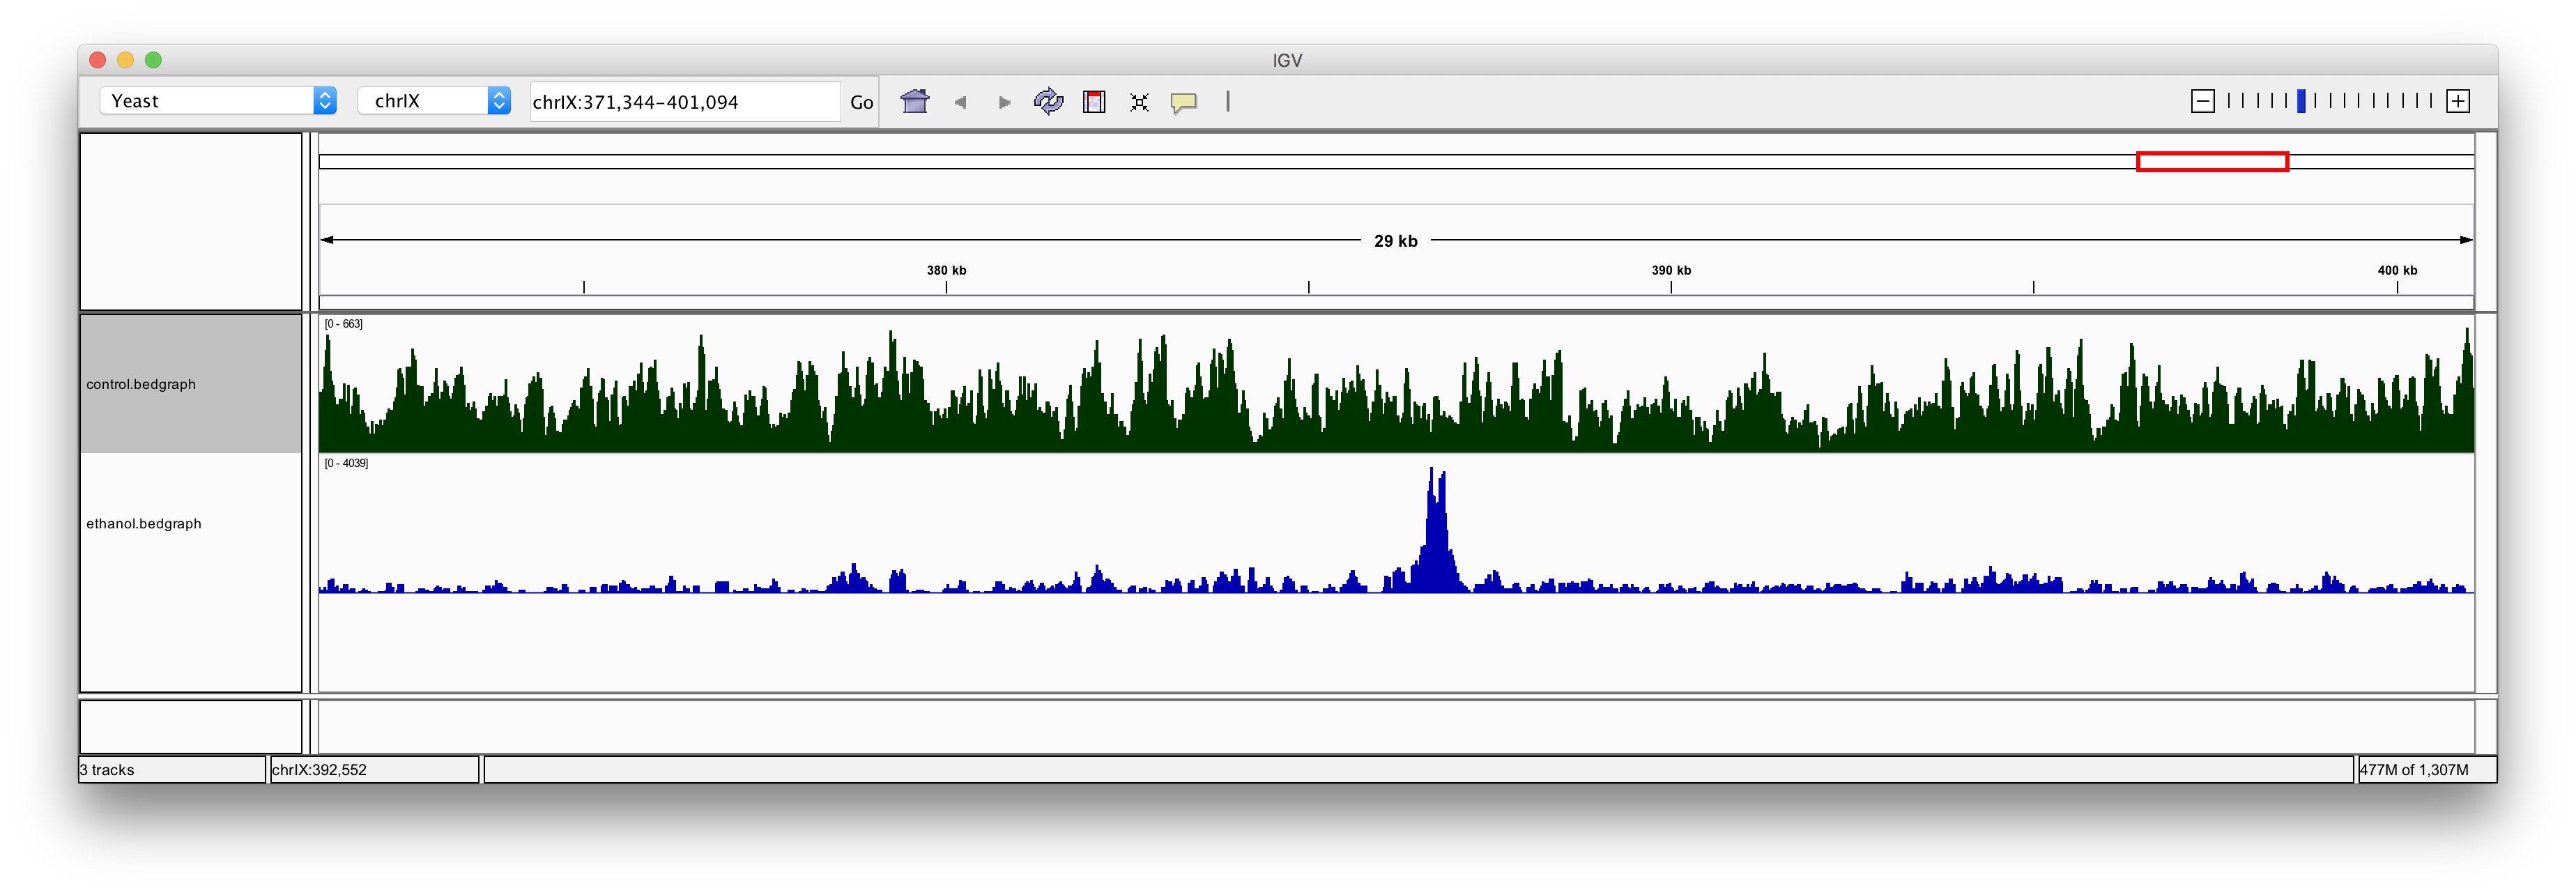 IGV
Yeast chrIX chrIX:371,344-401,094 Go
29 kb
380 kb 390 kb 400 kb
[0 - 663]
control.bedgraph
[0 - 4039]
ethanol.bedgraph
3 tracks chrIX:392,552 477M of 1,307M